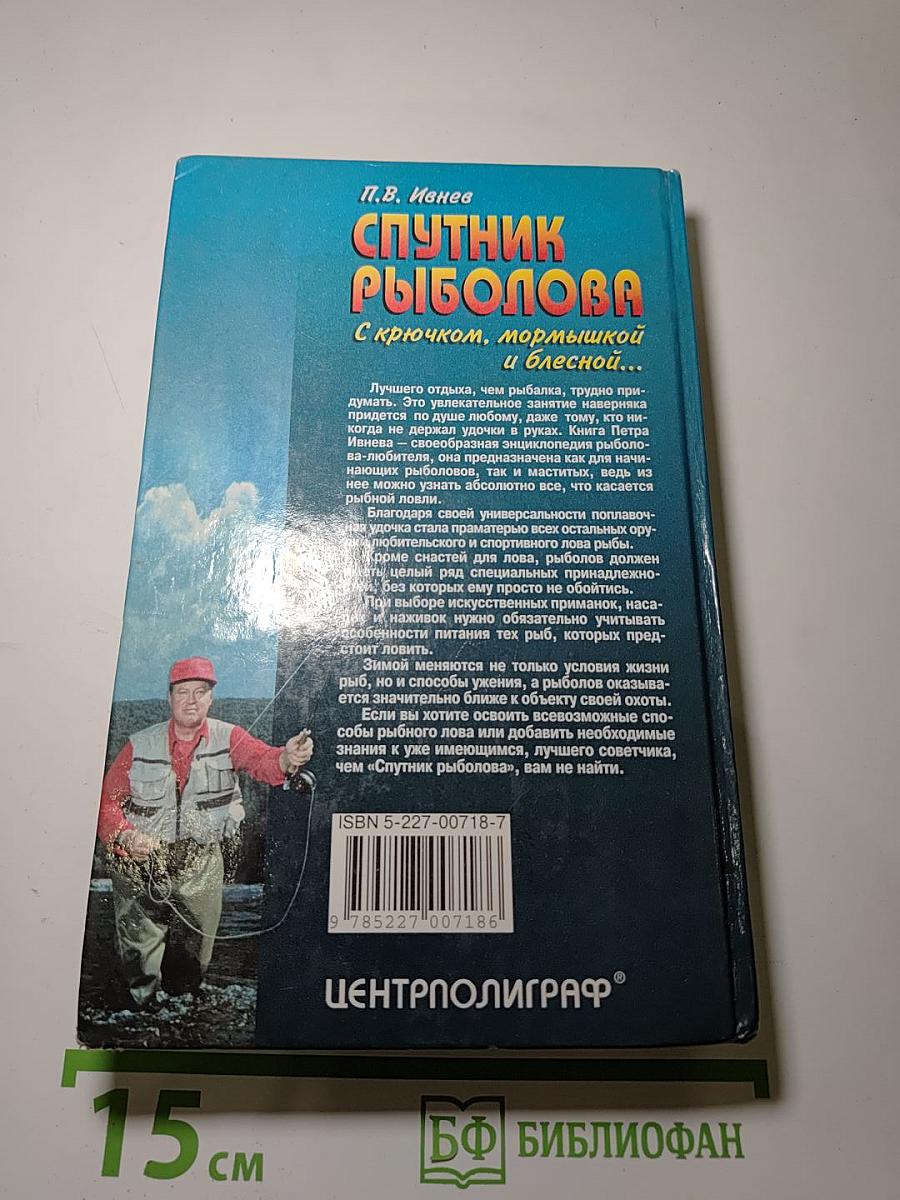 П.В. Ивнев
СПУТНИК
РЫБОЛОВА
С крючком, мормышкой
и блесной...
Лучшего отдыха, чем рыбалка, трудно при-
думать. Это увлекательное занятие наверняка
придется по душе любому, даже тому, кто ни-
когда не держал удочки в руках. Книга Петра
Ивнева — своеобразная энциклопедия рыболо-
ва-любителя, она предназначена как для начи-
нающих рыболовов, так и маститых, ведь из
нее можно узнать абсолютно все, что касается
рыбной ловли.
Благодаря своей универсальности поплавоч-
ная удочка стала праматерью всех остальных ору-
любительского и спортивного лова рыбы.
Кроме снастей для лова, рыболов должен
целый ряд специальных принадлежно-
без которых ему просто не обойтись.
При выборе искусственных приманок, наса-
и наживок нужно обязательно учитывать
особенности питания тех рыб, которых пред-
стоит ловить.
Зимой меняются не только условия жизни
рыб, но и способы ужения, а рыболов оказыва-
ется значительно ближе к объекту своей охоты.
Если вы хотите освоить всевозможные спо-
собы рыбного лова или добавить необходимые
знания к уже имеющимся, лучшего советчика,
чем «Спутник рыболова», вам не найти.
ISBN 5-227-00718-7
9 785227 007186
ЦЕНТРПОЛИГРАФ®
15 см
БФ БИБЛИОФАН